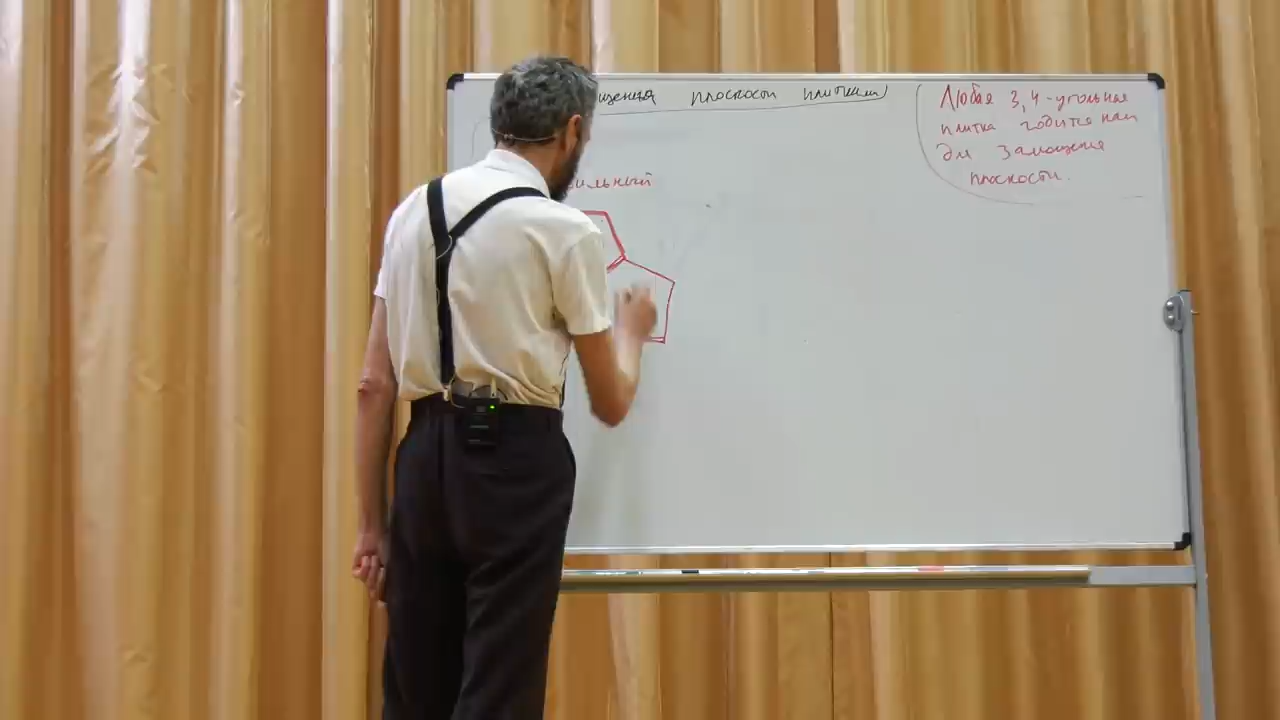 плоскости плитками
Любая 3,4-угольная
плитка годится нам
для замощения
плоскости.